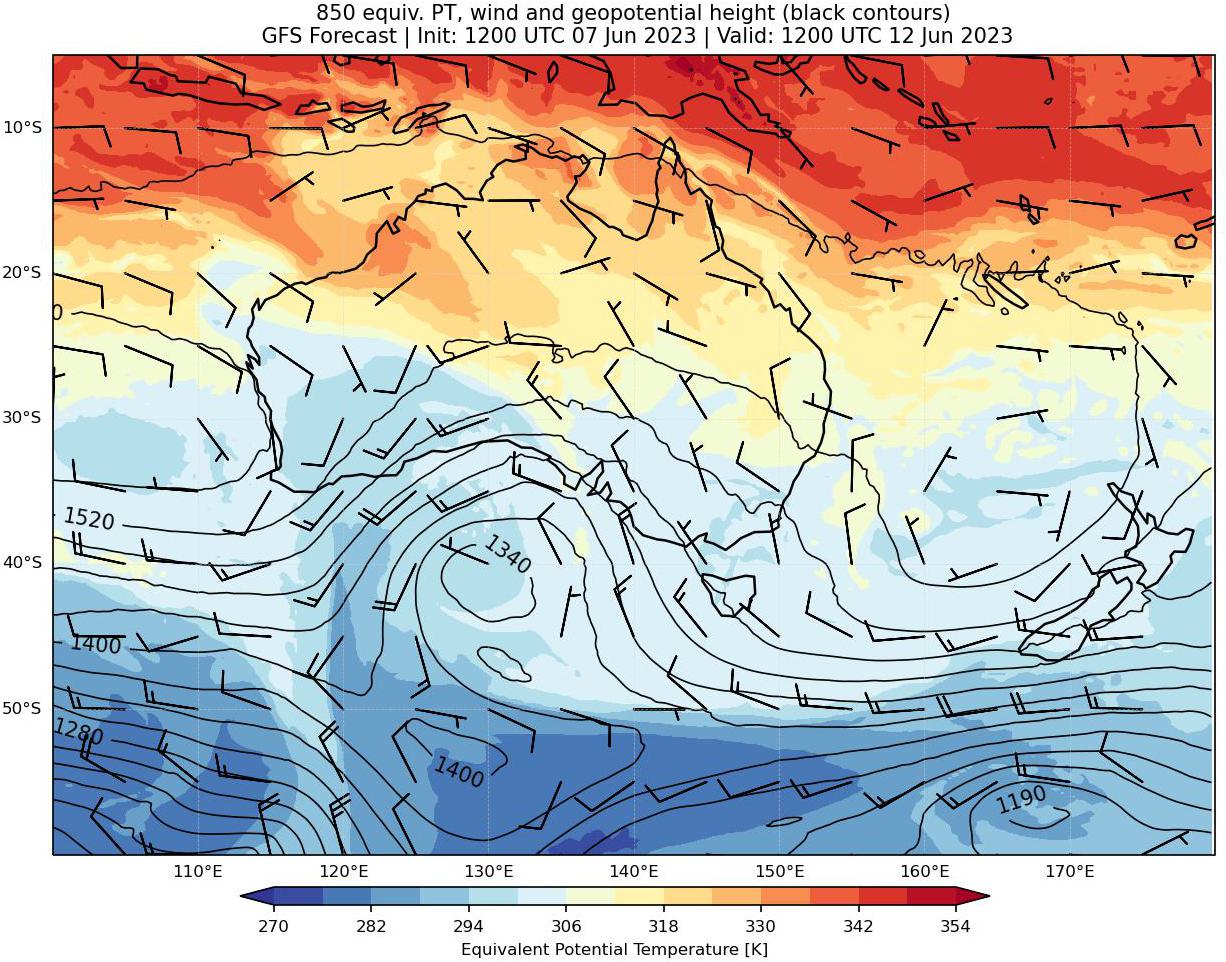 850 equiv. PT, wind and geopotential height (black contours)
GFS Forecast | Init: 1200 UTC 07 Jun 2023 | Valid: 1200 UTC 12 Jun 2023
10°S
20°S
0
30°S
1520
1340
40°S
1400
50°S
1280
1400
1190
110°E 120°E 130°E 140°E 150°E 160°E 170°E
270 282 294 306 318 330 342 354
Equivalent Potential Temperature [K]